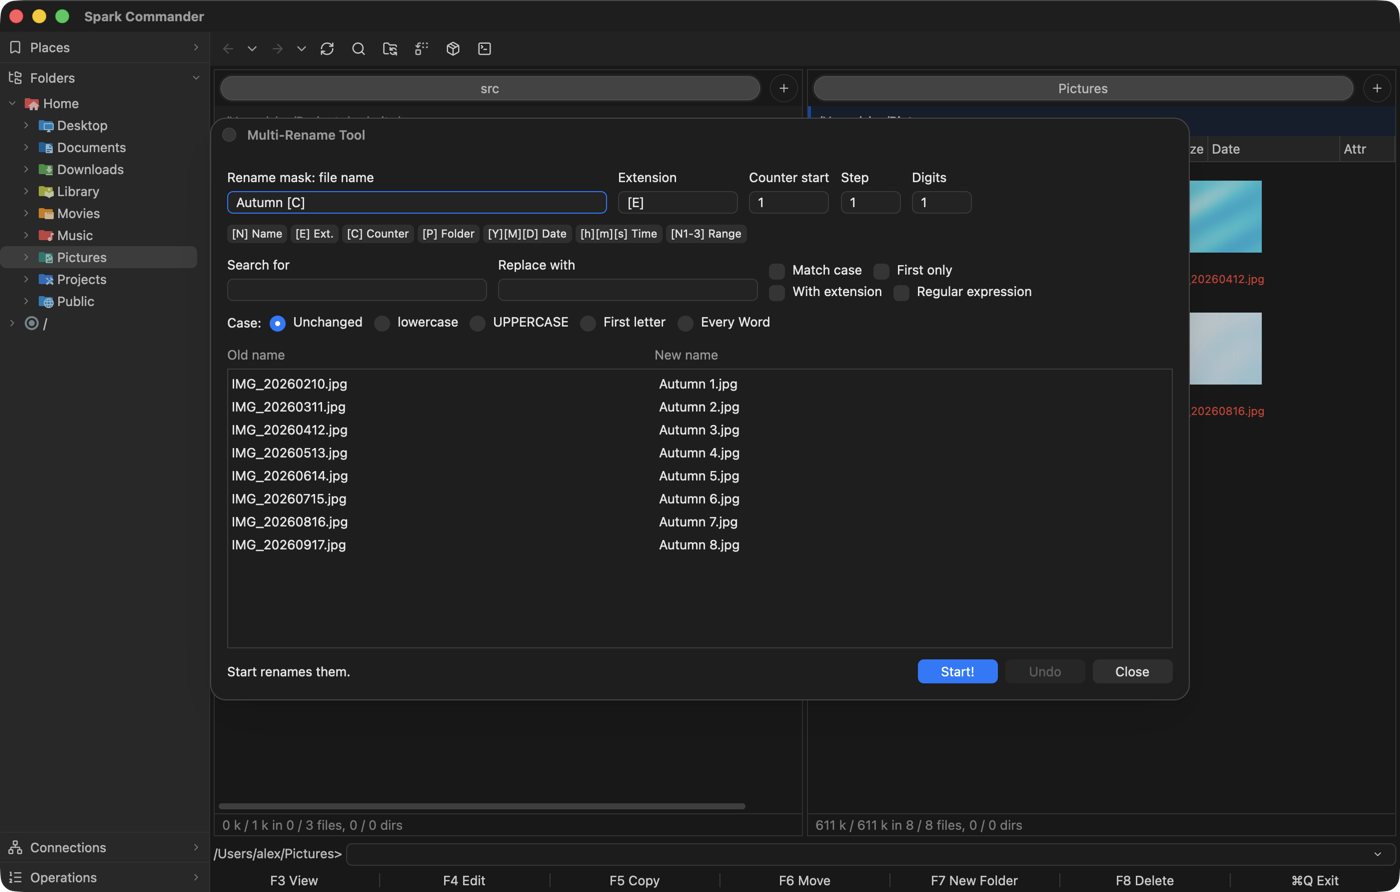 Spark Commander
Places
Folders
Home
Desktop
Documents
Downloads
Library
Movies
Music
Pictures
Projects
Public
/
Connections
Operations
src
+
Pictures
+
ze Date Attr
20260412.jpg
20260816.jpg
Multi-Rename Tool
Rename mask: file name Extension Counter start Step Digits
Autumn [C] [E] 1 1 1
[N] Name [E] Ext. [C] Counter [P] Folder [Y][M][D] Date [h][m][s] Time [N1-3] Range
Search for Replace with
Match case First only
With extension Regular expression
Case: Unchanged lowercase UPPERCASE First letter Every Word
Old name New name
IMG_20260210.jpg Autumn 1.jpg
IMG_20260311.jpg Autumn 2.jpg
IMG_20260412.jpg Autumn 3.jpg
IMG_20260513.jpg Autumn 4.jpg
IMG_20260614.jpg Autumn 5.jpg
IMG_20260715.jpg Autumn 6.jpg
IMG_20260816.jpg Autumn 7.jpg
IMG_20260917.jpg Autumn 8.jpg
Start renames them. Start! Undo Close
0 k / 1 k in 0 / 3 files, 0 / 0 dirs
611 k / 611 k in 8 / 8 files, 0 / 0 dirs
/Users/alex/Pictures>
F3 View F4 Edit F5 Copy F6 Move F7 New Folder F8 Delete ⌘Q Exit